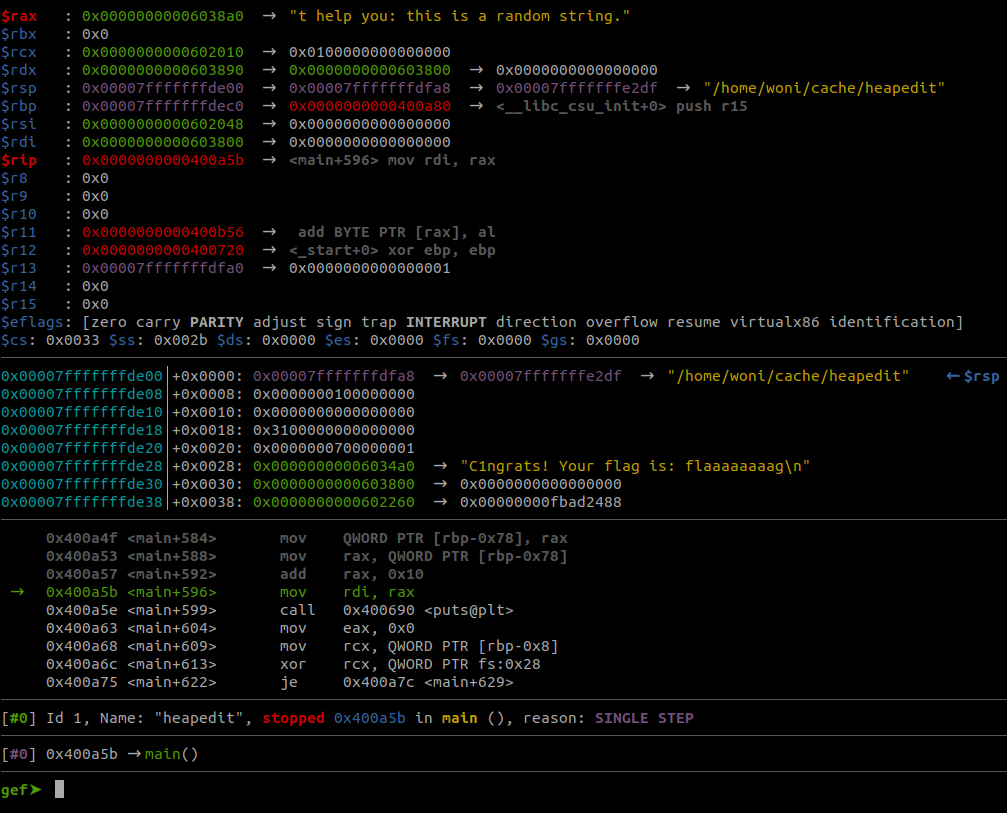 $rax   : 0x00000000006038a0  →  "t help you: this is a random string."
$rbx   : 0x0
$rcx   : 0x0000000000602010  →  0x0100000000000000
$rdx   : 0x0000000000603890  →  0x0000000000603800  →  0x0000000000000000
$rsp   : 0x00007fffffffde00  →  0x00007fffffffdfa8  →  0x00007fffffffe2df  →  "/home/woni/cache/heapedit"
$rbp   : 0x00007fffffffdec0  →  0x0000000000400a80  →  <__libc_csu_init+0> push r15
$rsi   : 0x0000000000602048  →  0x0000000000000000
$rdi   : 0x0000000000603800  →  0x0000000000000000
$rip   : 0x0000000000400a5b  →  <main+596> mov rdi, rax
$r8    : 0x0
$r9    : 0x0
$r10   : 0x0
$r11   : 0x0000000000400b56  →   add BYTE PTR [rax], al
$r12   : 0x0000000000400720  →  <_start+0> xor ebp, ebp
$r13   : 0x00007fffffffdfa0  →  0x0000000000000001
$r14   : 0x0
$r15   : 0x0
$eflags: [zero carry PARITY adjust sign trap INTERRUPT direction overflow resume virtualx86 identification]
$cs: 0x0033 $ss: 0x002b $ds: 0x0000 $es: 0x0000 $fs: 0x0000 $gs: 0x0000
0x00007fffffffde00│+0x0000: 0x00007fffffffdfa8  →  0x00007fffffffe2df  →  "/home/woni/cache/heapedit"    ←$rsp
0x00007fffffffde08│+0x0008: 0x0000000100000000
0x00007fffffffde10│+0x0010: 0x0000000000000000
0x00007fffffffde18│+0x0018: 0x3100000000000000
0x00007fffffffde20│+0x0020: 0x0000000700000001
0x00007fffffffde28│+0x0028: 0x00000000006034a0  →  "C1ngrats! Your flag is: flaaaaaaaag\n"
0x00007fffffffde30│+0x0030: 0x0000000000603800  →  0x0000000000000000
0x00007fffffffde38│+0x0038: 0x0000000000602260  →  0x00000000fbad2488
0x400a4f <main+584>       mov    QWORD PTR [rbp-0x78], rax
0x400a53 <main+588>       mov    rax, QWORD PTR [rbp-0x78]
0x400a57 <main+592>       add    rax, 0x10
→  0x400a5b <main+596>       mov    rdi, rax
0x400a5e <main+599>       call   0x400690 <puts@plt>
0x400a63 <main+604>       mov    eax, 0x0
0x400a68 <main+609>       mov    rcx, QWORD PTR [rbp-0x8]
0x400a6c <main+613>       xor    rcx, QWORD PTR fs:0x28
0x400a75 <main+622>       je     0x400a7c <main+629>
[#0] Id 1, Name: "heapedit", stopped 0x400a5b in main (), reason: SINGLE STEP
[#0] 0x400a5b →main()
gef➤